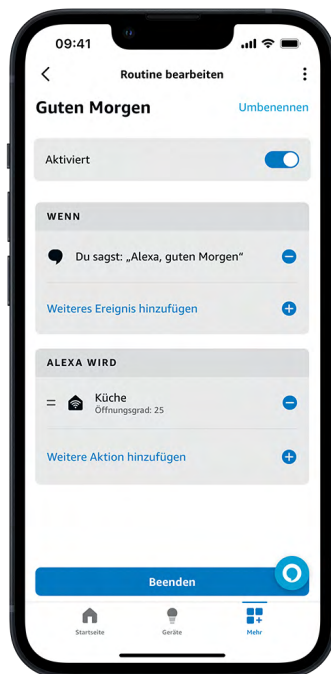 09:41
Routine bearbeiten
Guten Morgen
Umbenennen
Aktiviert
WENN
Du sagst: „Alexa, guten Morgen“
Weiteres Ereignis hinzufügen
ALEXA WIRD
Küche
Öffnungsgrad: 25
Weitere Aktion hinzufügen
Beenden
Startseite
Geräte
Mehr